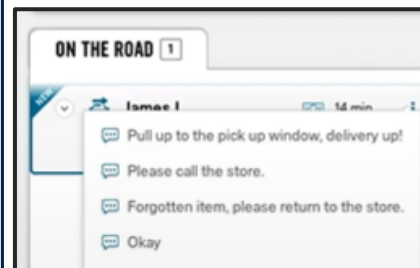 ON THE ROAD 1
NEW
James L 14 min
Pull up to the pick up window, delivery up!
Please call the store.
Forgotten item, please return to the store.
Okay